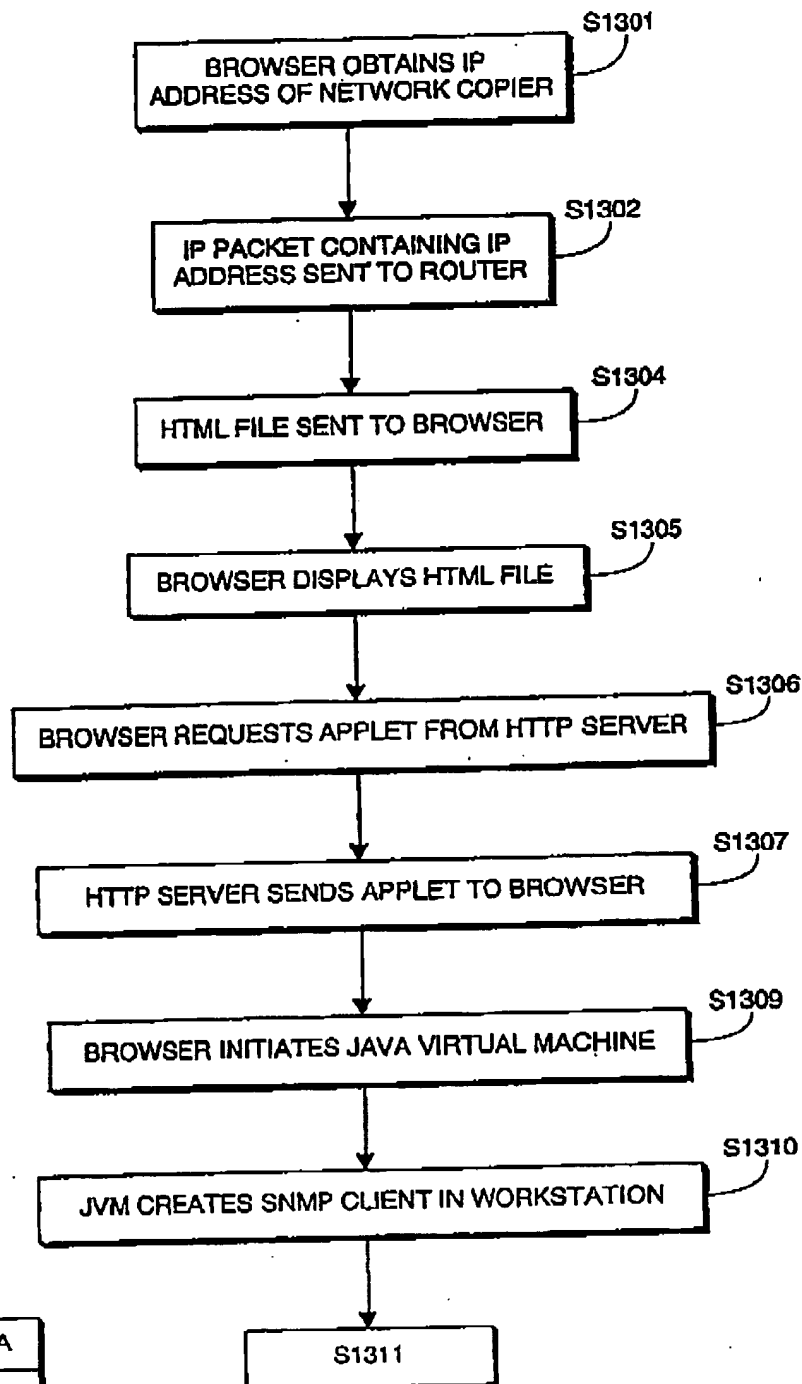 S1301
BROWSER OBTAINS IP
ADDRESS OF NETWORK COPIER
S1302
IP PACKET CONTAINING IP
ADDRESS SENT TO ROUTER
S1304
HTML FILE SENT TO BROWSER
S1305
BROWSER DISPLAYS HTML FILE
S1306
BROWSER REQUESTS APPLET FROM HTTP SERVER
S1307
HTTP SERVER SENDS APPLET TO BROWSER
S1309
BROWSER INITIATES JAVA VIRTUAL MACHINE
S1310
JVM CREATES SNMP CLIENT IN WORKSTATION
S1311
A